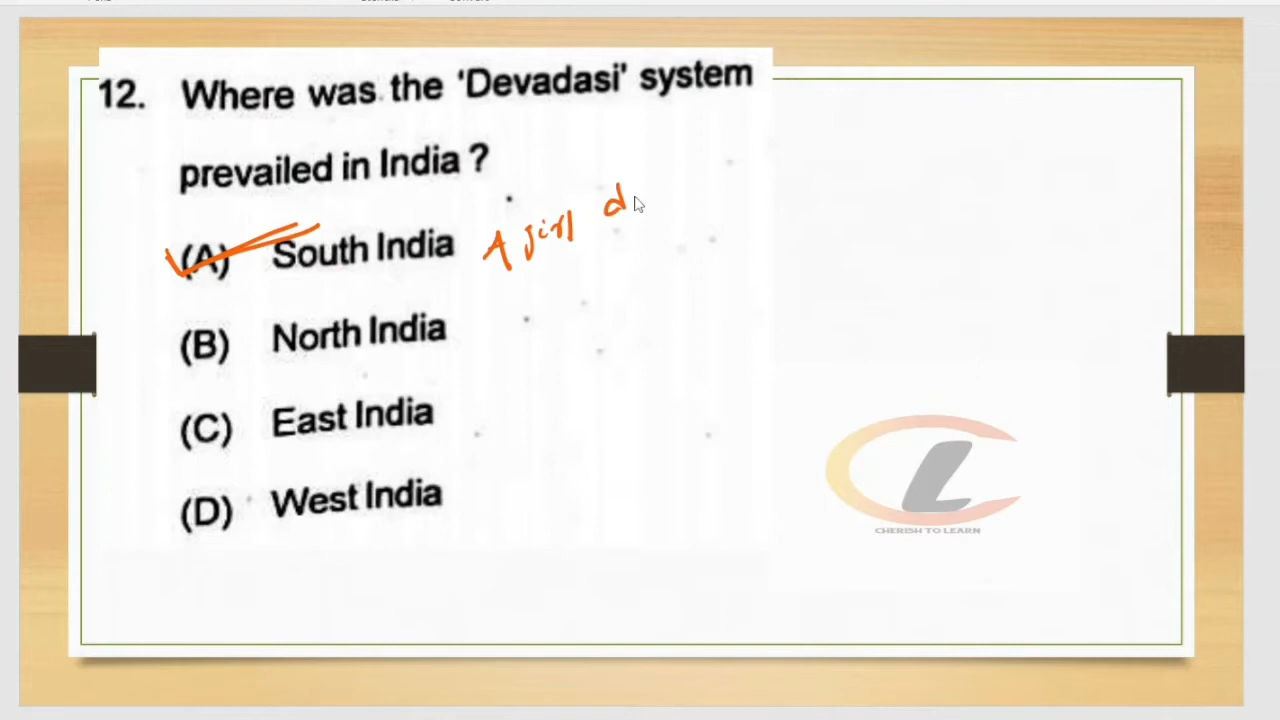 12. Where was the 'Devadasi' system
prevailed in India ?
(A) South India A girl d
(B) North India
(C) East India
(D) West India
CL
CHERISH TO LEARN